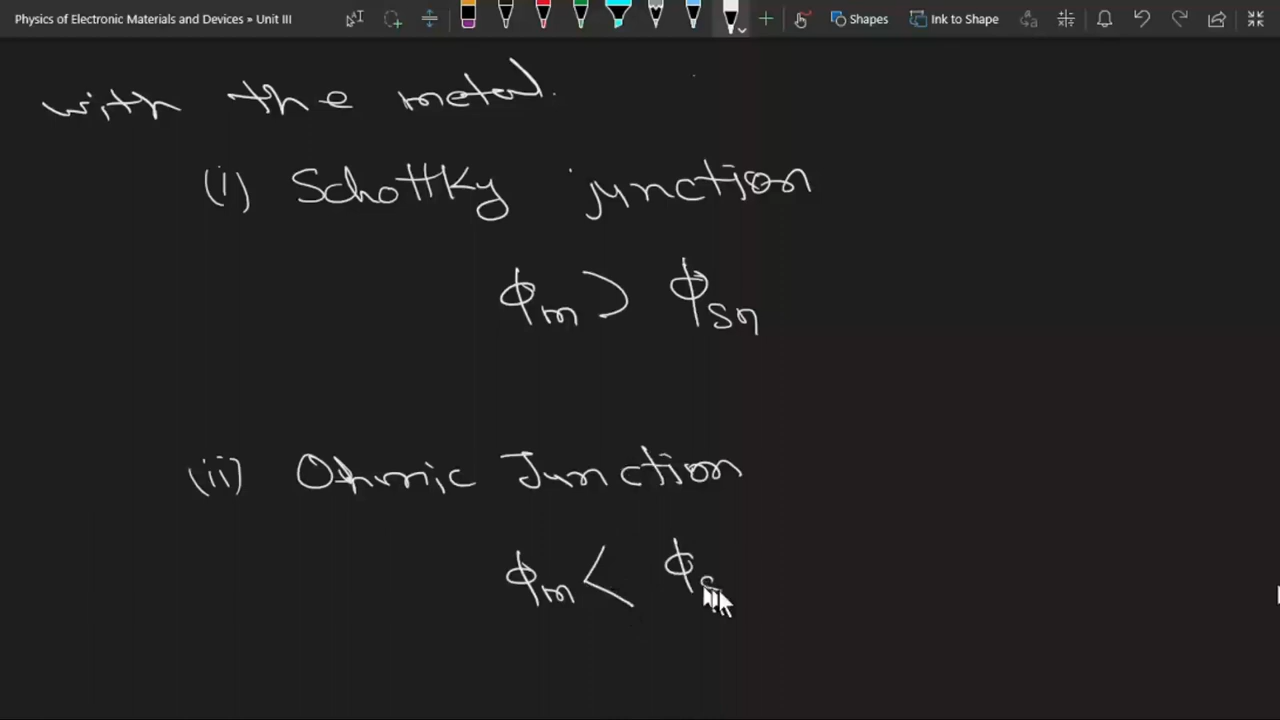 Physics of Electronic Materials and Devices » Unit III
Shapes
Ink to Shape
with the metal.
(i) Schottky junction
ϕm > ϕsn
(ii) Ohmic Junction
ϕm < ϕs